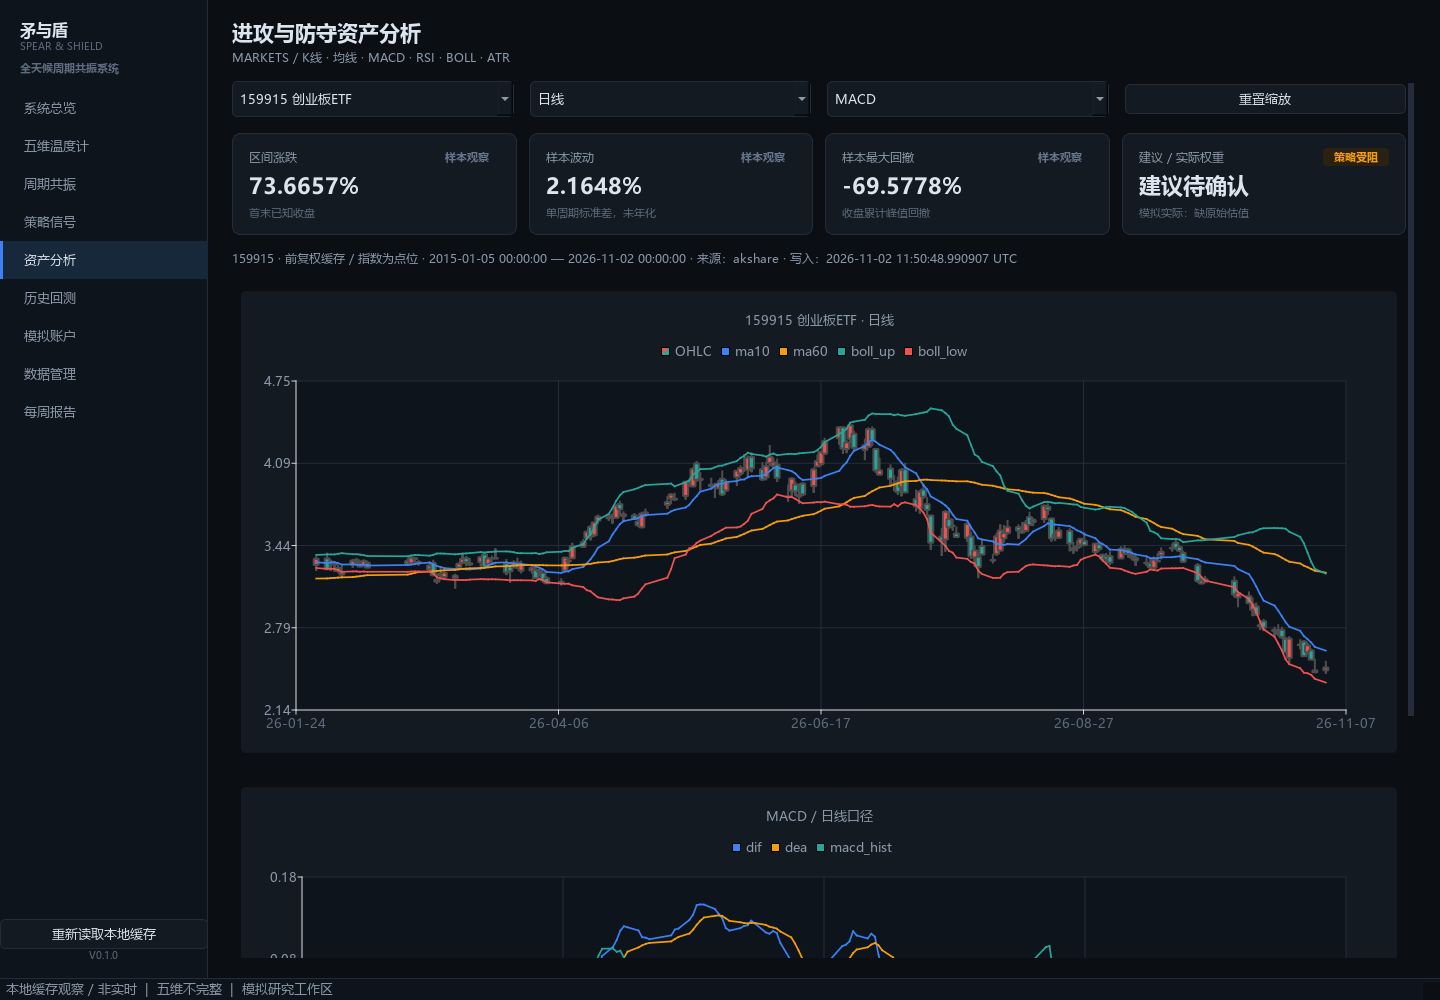 矛与盾
SPEAR & SHIELD
全天候周期共振系统
系统总览
五维温度计
周期共振
策略信号
资产分析
历史回测
模拟账户
数据管理
每周报告
重新读取本地缓存
V0.1.0
进攻与防守资产分析
MARKETS / K线 · 均线 · MACD · RSI · BOLL · ATR
159915 创业板ETF
日线
MACD
重置缩放
区间涨跌 样本观察
73.6657%
首末已知收盘
样本波动 样本观察
2.1648%
单周期标准差，未年化
样本最大回撤 样本观察
-69.5778%
收盘累计峰值回撤
建议 / 实际权重 策略受阻
建议待确认
模拟实际：缺原始估值
159915 · 前复权缓存 / 指数为点位 · 2015-01-05 00:00:00 — 2026-11-02 00:00:00 · 来源：akshare · 写入：2026-11-02 11:50:48.990907 UTC
159915 创业板ETF · 日线
OHLC ma10 ma60 boll_up boll_low
4.75
4.09
3.44
2.79
2.14
26-01-24 26-04-06 26-06-17 26-08-27 26-11-07
MACD / 日线口径
dif dea macd_hist
0.18
本地缓存观察 / 非实时 | 五维不完整 | 模拟研究工作区